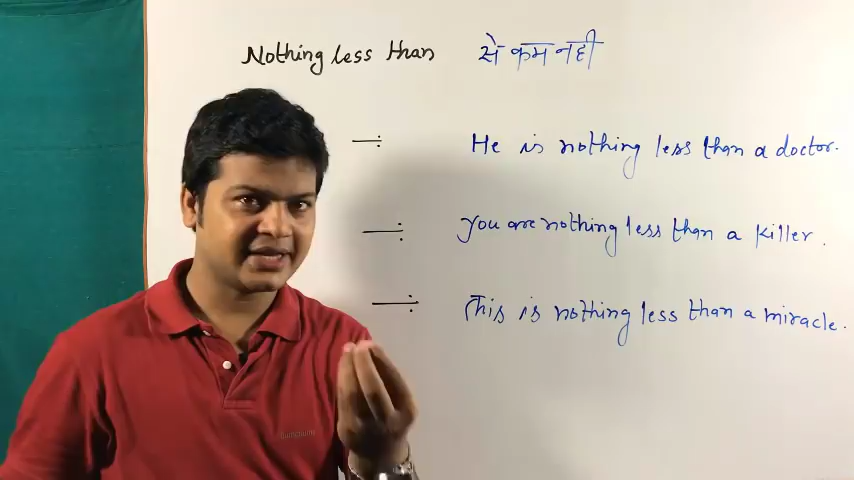 Nothing less than से कम नही
He is nothing less than a doctor.
You are nothing less than a killer.
This is nothing less than a miracle.